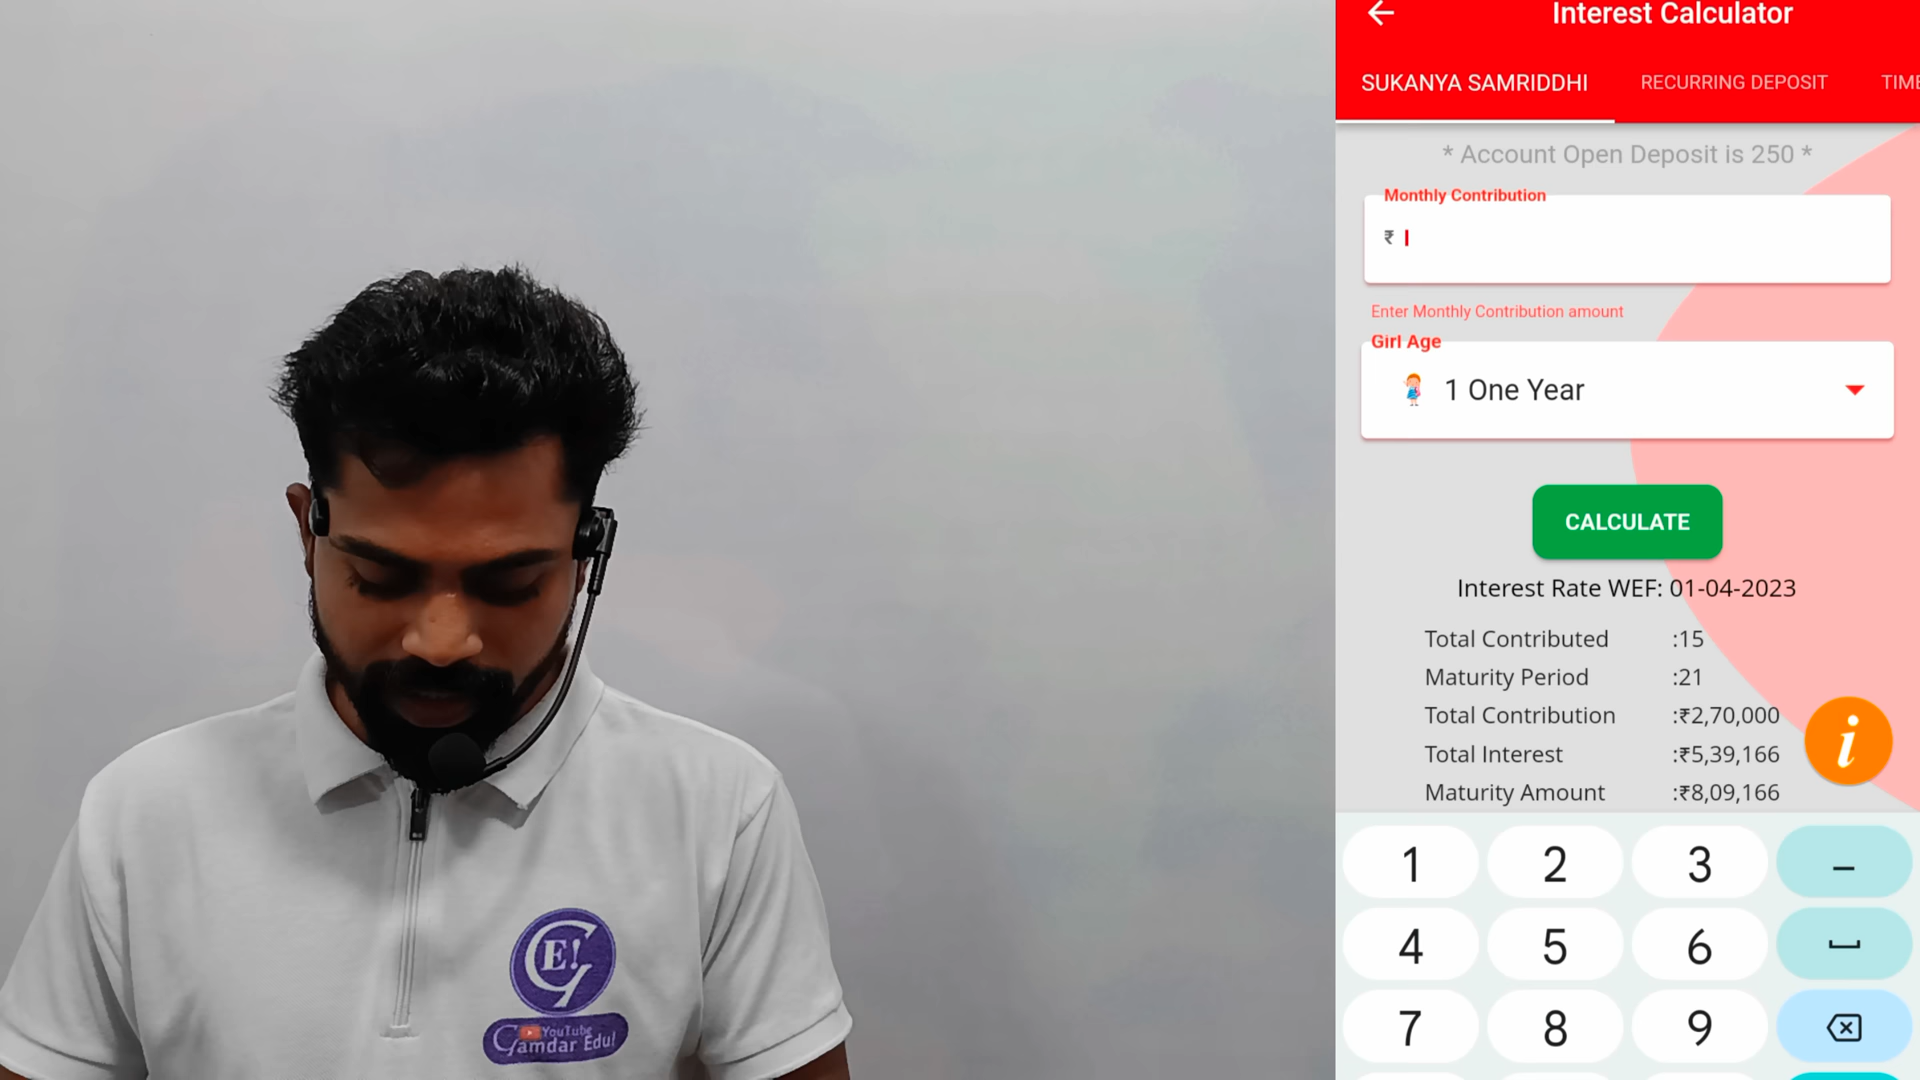 Interest Calculator
SUKANYA SAMRIDDHI
RECURRING DEPOSIT
TIME
* Account Open Deposit is 250 *
Monthly Contribution
₹
Enter Monthly Contribution amount
Girl Age
1 One Year
CALCULATE
Interest Rate WEF: 01-04-2023
Total Contributed :15
Maturity Period :21
Total Contribution :₹2,70,000
Total Interest :₹5,39,166
Maturity Amount :₹8,09,166
i
1 2 3 –
4 5 6
7 8 9
E!
YouTube
Gamdar Edu!